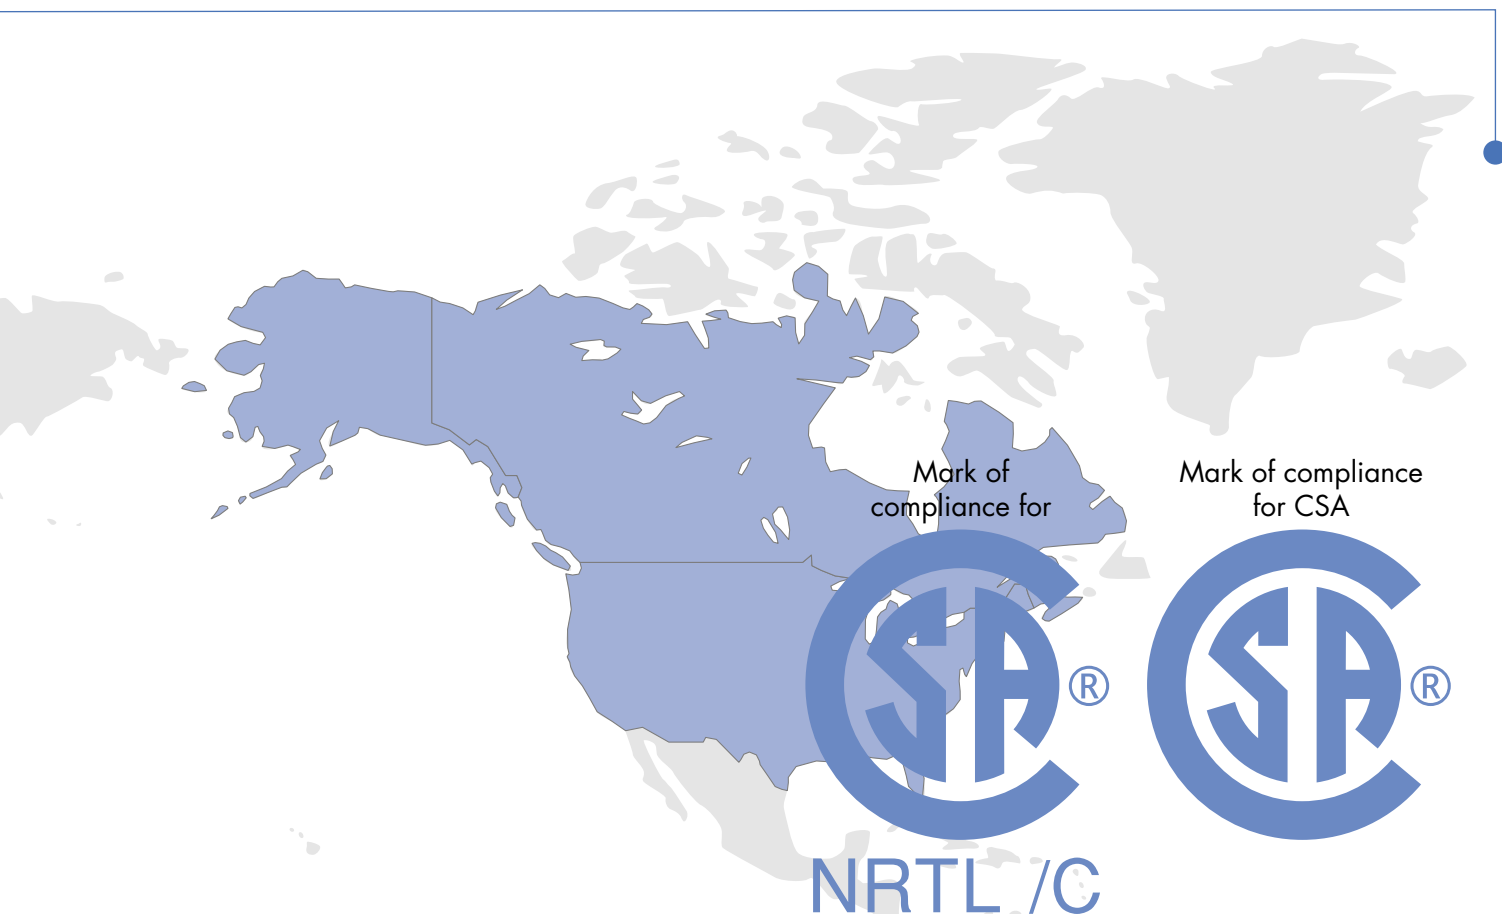 Mark of
compliance for
CSA®
NRTL /C
Mark of compliance
for CSA
CSA®